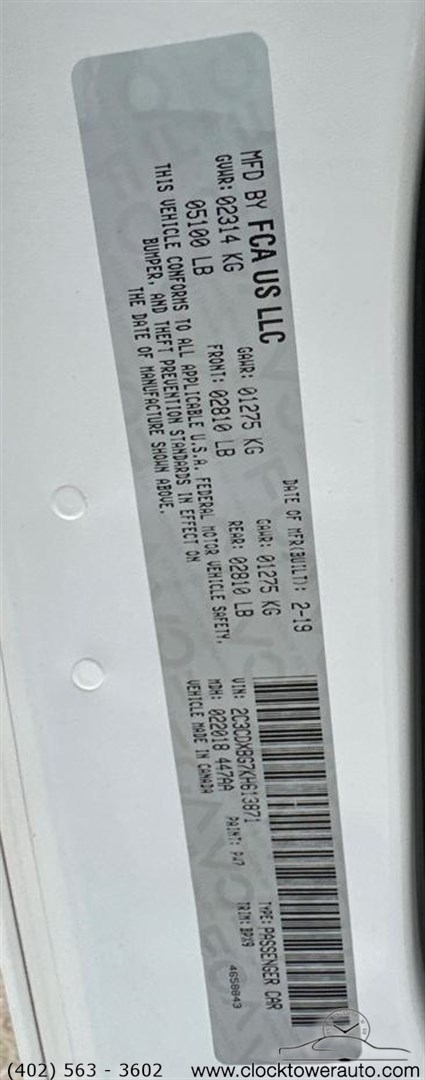 MFD BY FCA US LLC
DATE OF MFR(BUILT): 2-19
GVWR: 02314 KG
05100 LB
GAWR: 01275 KG
FRONT: 02810 LB
GAWR: 01275 KG
REAR: 02810 LB
THIS VEHICLE CONFORMS TO ALL APPLICABLE U.S.A. FEDERAL MOTOR VEHICLE SAFETY,
BUMPER, AND THEFT PREVENTION STANDARDS IN EFFECT ON
THE DATE OF MANUFACTURE SHOWN ABOVE.
VIN: 2C3CDXBG7KH613871
TYPE: PASSENGER CAR
MDH: 022018 447AA
PAINT: PW7
TRIM: BPX9
VEHICLE MADE IN CANADA
4658843
(402) 563 - 3602
www.clocktowerauto.com